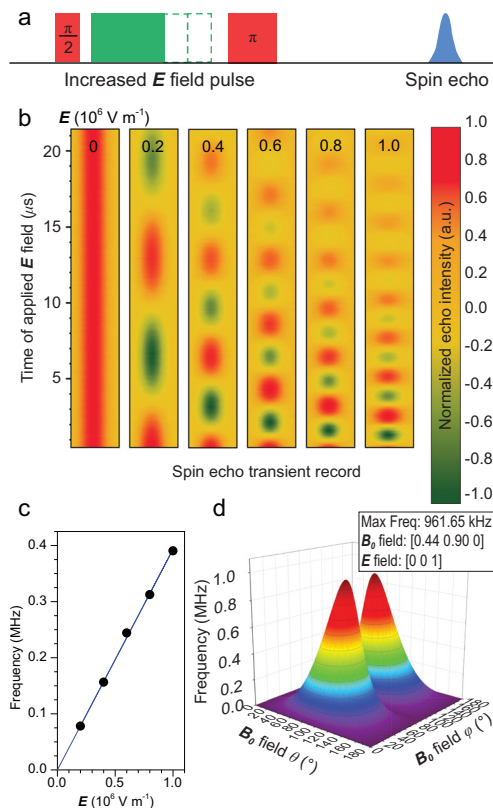 a
π/2
π
Increased E field pulse
Spin echo
b
E (10⁶ V m⁻¹)
0 0.2 0.4 0.6 0.8 1.0
20
15
10
5
Time of applied E field (μs)
Spin echo transient record
1.0
0.8
0.6
0.4
0.2
0.0
-0.2
-0.4
-0.6
-0.8
-1.0
Normalized echo intensity (a.u.)
c
0.4
0.3
0.2
0.1
0.0
Frequency (MHz)
0.0 0.5 1.0
E (10⁶ V m⁻¹)
d
Max Freq: 961.65 kHz
B₀ field: [0.44 0.90 0]
E field: [0 0 1]
1.0
0.8
0.6
0.4
0.2
0.0
Frequency (MHz)
B₀ field θ (°)
B₀ field φ (°)